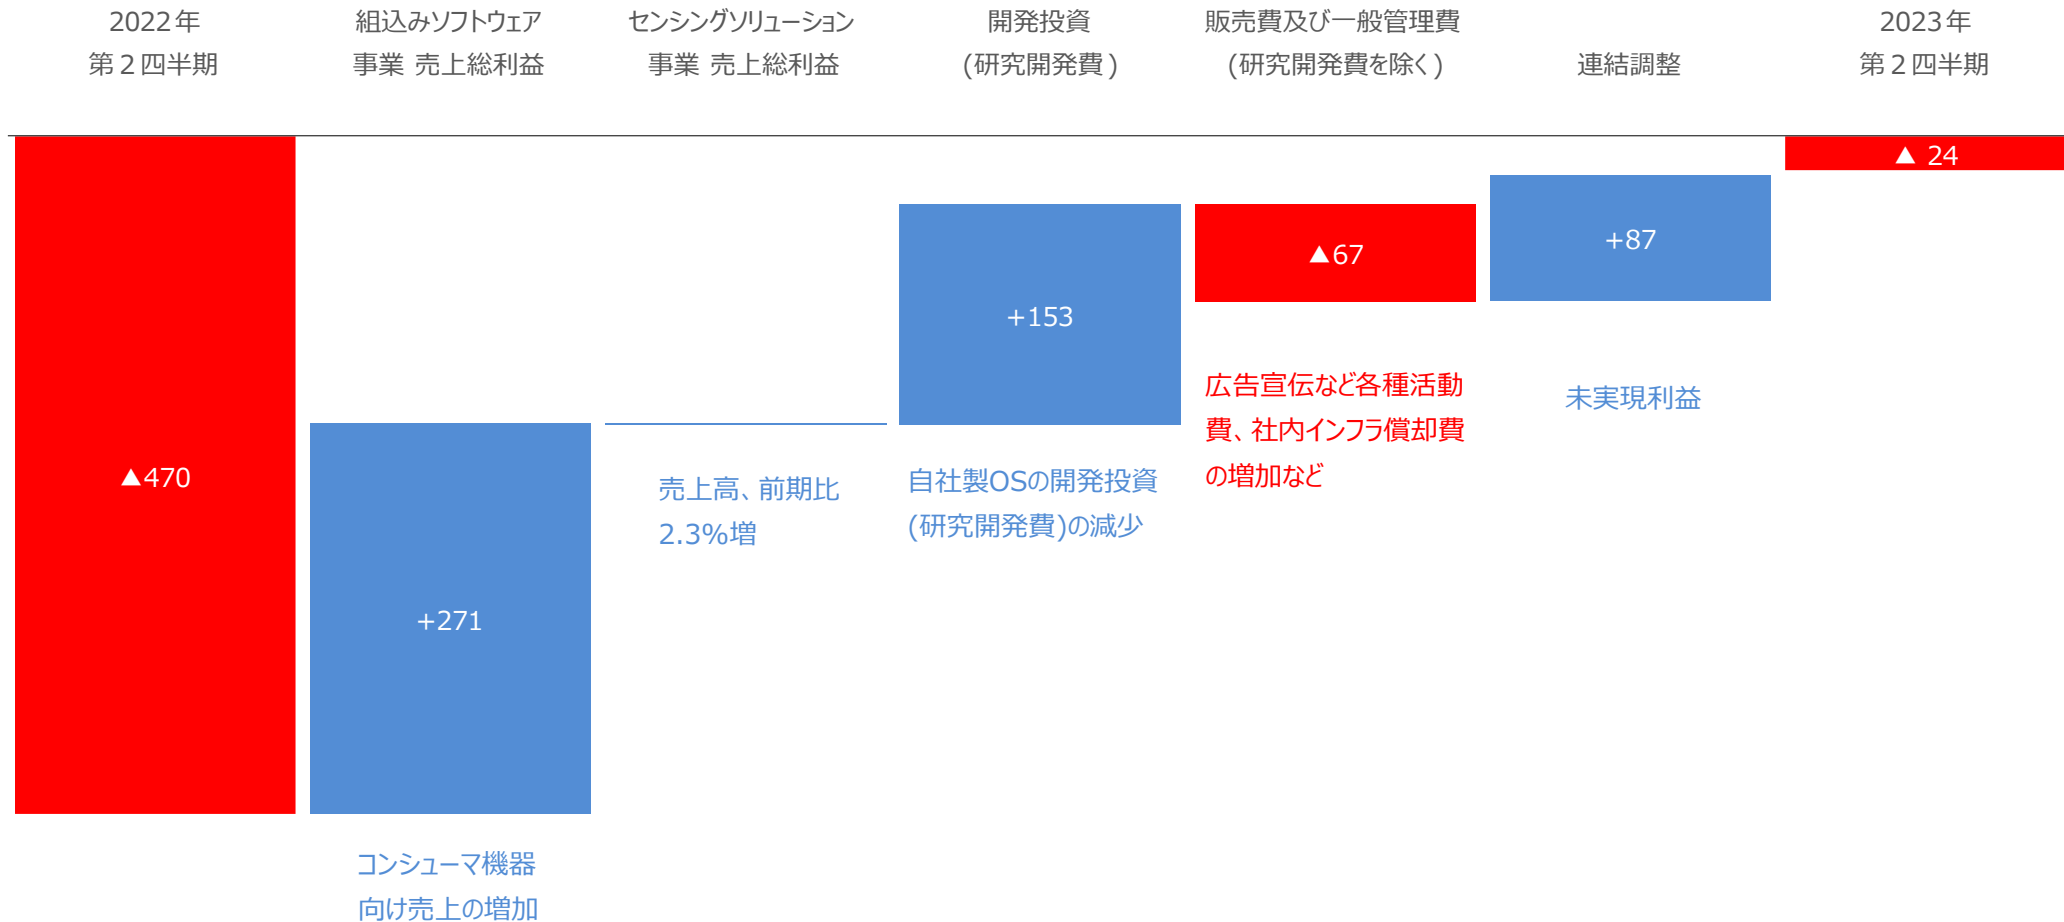 2022年
第２四半期
組込みソフトウェア
事業 売上総利益
センシングソリューション
事業 売上総利益
開発投資
(研究開発費)
販売費及び一般管理費
(研究開発費を除く)
連結調整
2023年
第２四半期
▲470
+271
コンシューマ機器
向け売上の増加
売上高、前期比
2.3%増
+153
自社製OSの開発投資
(研究開発費)の減少
▲67
広告宣伝など各種活動
費、社内インフラ償却費
の増加など
+87
未実現利益
▲ 24